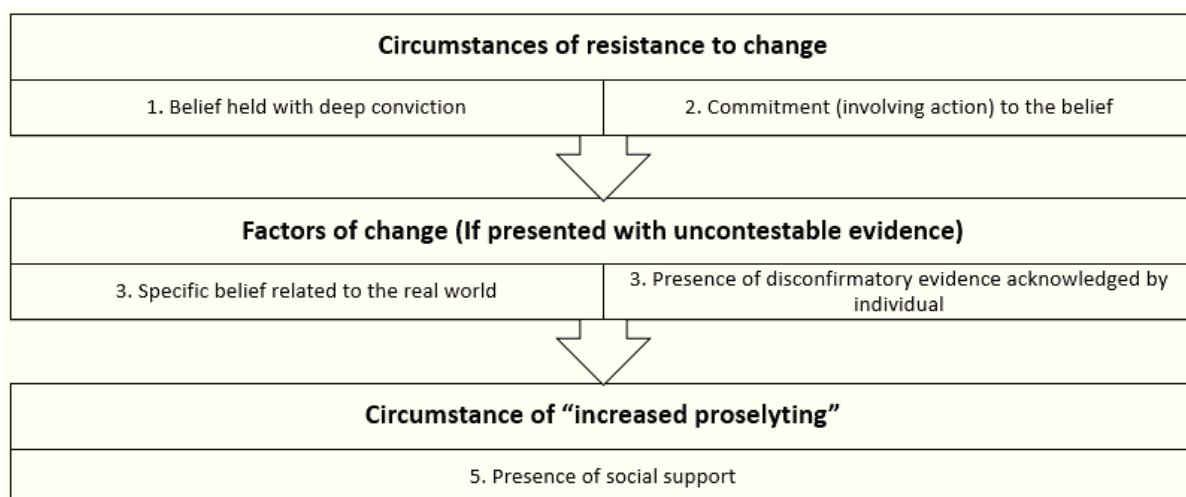 Circumstances of resistance to change
1. Belief held with deep conviction
2. Commitment (involving action) to the belief
Factors of change (If presented with uncontestable evidence)
3. Specific belief related to the real world
3. Presence of disconfirmatory evidence acknowledged by
individual
Circumstance of “increased proselyting”
5. Presence of social support